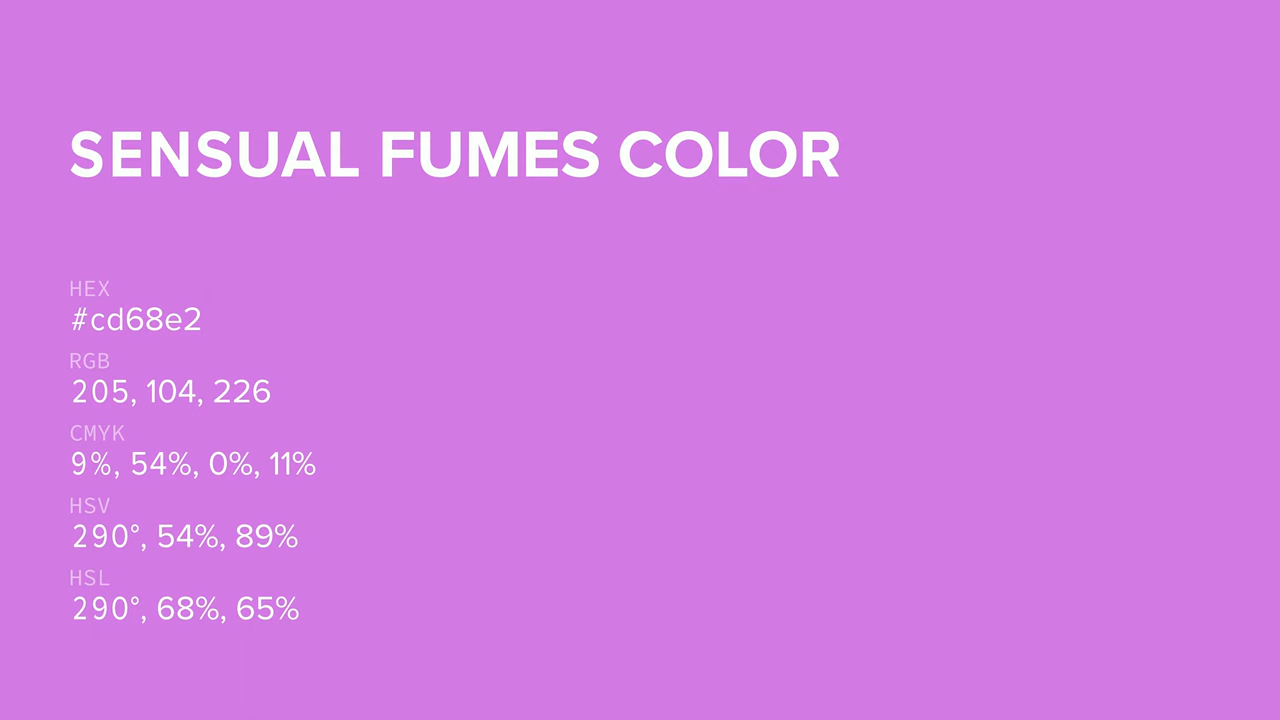 SENSUAL FUMES COLOR
HEX
#cd68e2
RGB
205, 104, 226
CMYK
9%, 54%, 0%, 11%
HSV
290°, 54%, 89%
HSL
290°, 68%, 65%